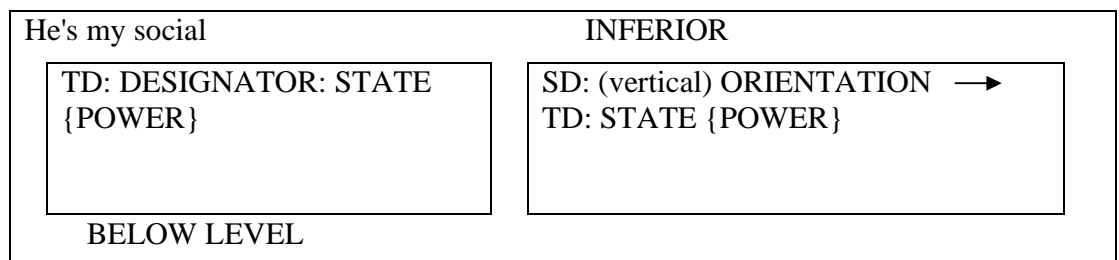 He's my social INFERIOR
TD: DESIGNATOR: STATE
{POWER}
SD: (vertical) ORIENTATION →
TD: STATE {POWER}
BELOW LEVEL